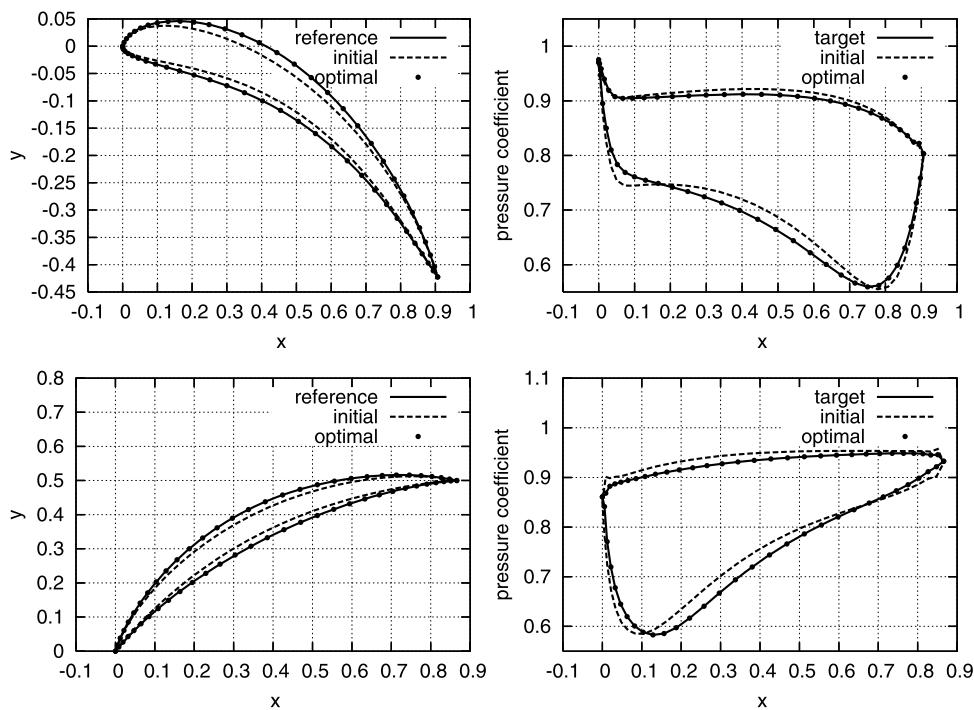 0.05
0
-0.05
-0.1
-0.15
-0.2
-0.25
-0.3
-0.35
-0.4
-0.45
y
reference
initial
optimal
-0.1 0 0.1 0.2 0.3 0.4 0.5 0.6 0.7 0.8 0.9 1
x
1
0.9
0.8
0.7
0.6
pressure coefficient
target
initial
optimal
-0.1 0 0.1 0.2 0.3 0.4 0.5 0.6 0.7 0.8 0.9 1
x
0.8
0.7
0.6
0.5
0.4
0.3
0.2
0.1
0
y
reference
initial
optimal
-0.1 0 0.1 0.2 0.3 0.4 0.5 0.6 0.7 0.8 0.9
x
1.1
1
0.9
0.8
0.7
0.6
pressure coefficient
target
initial
optimal
-0.1 0 0.1 0.2 0.3 0.4 0.5 0.6 0.7 0.8 0.9
x